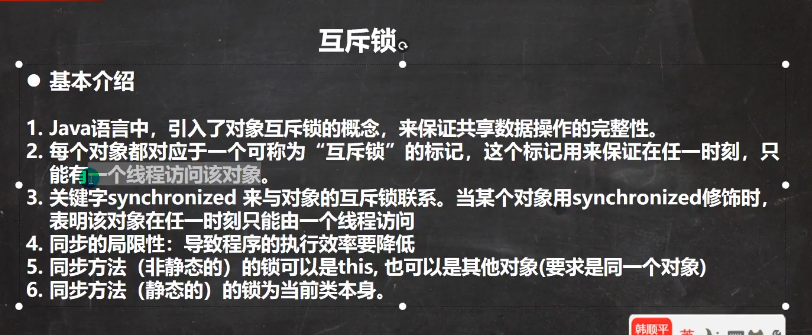 互斥锁
● 基本介绍
1. Java语言中，引入了对象互斥锁的概念，来保证共享数据操作的完整性。
2. 每个对象都对应于一个可称为“互斥锁”的标记，这个标记用来保证在任一时刻，只
能有一个线程访问该对象。
3. 关键字synchronized 来与对象的互斥锁联系。当某个对象用synchronized修饰时，
表明该对象在任一时刻只能由一个线程访问
4. 同步的局限性：导致程序的执行效率要降低
5. 同步方法（非静态的）的锁可以是this, 也可以是其他对象(要求是同一个对象)
6. 同步方法（静态的）的锁为当前类本身。
韩顺平
英